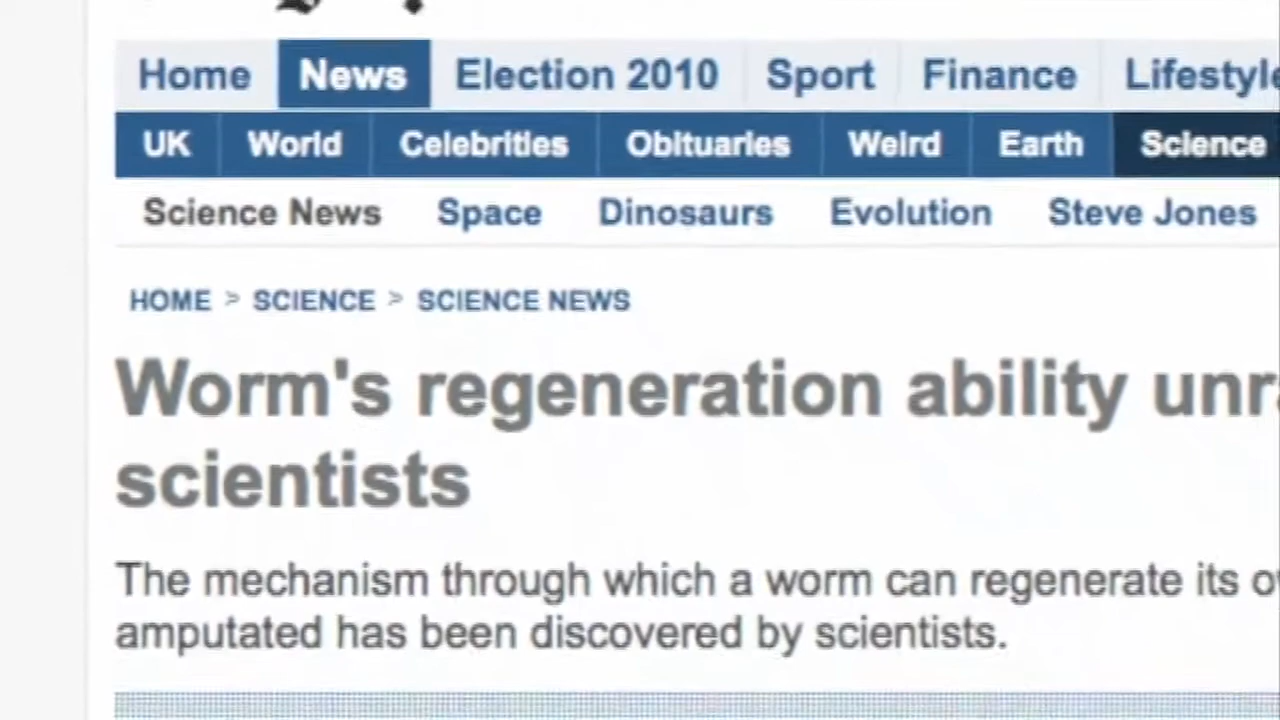 Home News Election 2010 Sport Finance Lifestyle
UK World Celebrities Obituaries Weird Earth Science
Science News Space Dinosaurs Evolution Steve Jones
HOME > SCIENCE > SCIENCE NEWS
Worm's regeneration ability
scientists
The mechanism through which a worm can regenerate its
amputated has been discovered by scientists.